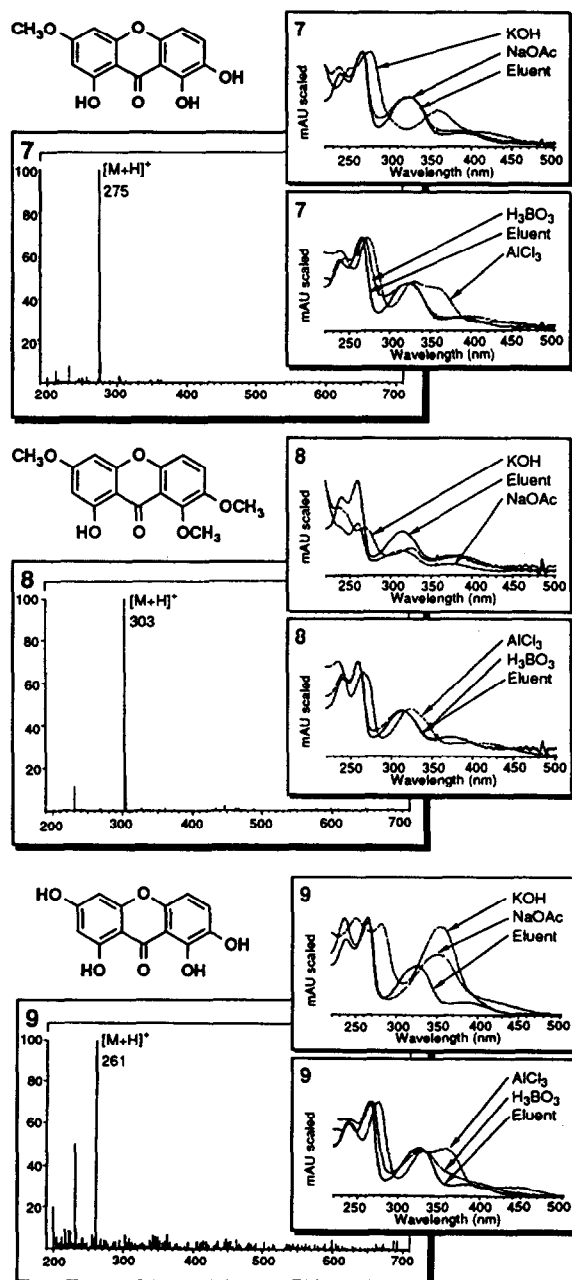 CH₃O
O
OH
HO
O
OH
7
KOH
NaOAc
Eluent
mAU scaled
250 300 350 400 450 500
Wavelength (nm)
7
[M+H]⁺
275
100
80
60
40
20
200 300 400 500 600 700
7
H₃BO₃
Eluent
AlCl₃
mAU scaled
250 300 350 400 450 500
Wavelength (nm)
CH₃O
O
OCH₃
HO
O
OCH₃
8
KOH
Eluent
NaOAc
mAU scaled
250 300 350 400 450 500
Wavelength (nm)
8
[M+H]⁺
303
100
80
60
40
20
200 300 400 500 600 700
8
AlCl₃
H₃BO₃
Eluent
mAU scaled
250 300 350 400 450 500
Wavelength (nm)
HO
O
OH
OH
O
OH
9
KOH
NaOAc
Eluent
mAU scaled
250 300 350 400 450 500
Wavelength (nm)
9
[M+H]⁺
261
100
80
60
40
20
200 300 400 500 600 700
9
AlCl₃
H₃BO₃
Eluent
mAU scaled
250 300 350 400 450 500
Wavelength (nm)